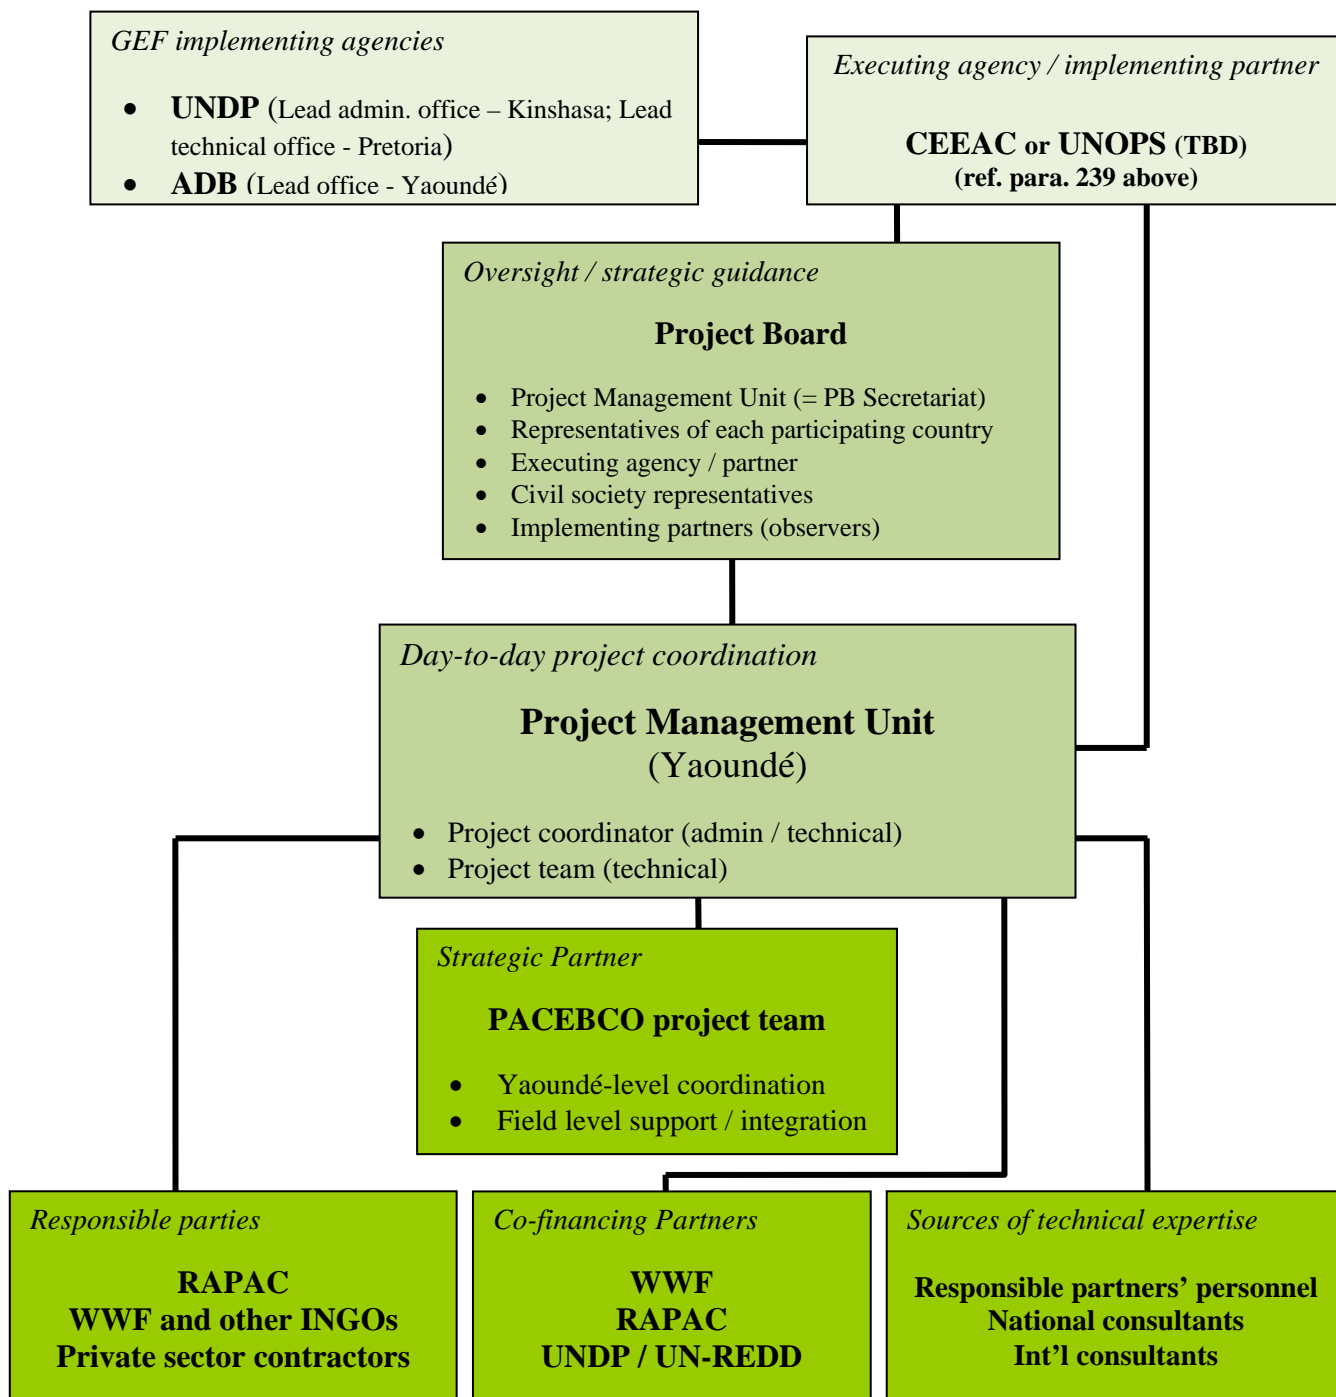 GEF implementing agencies
• UNDP (Lead admin. office – Kinshasa; Lead
technical office - Pretoria)
• ADB (Lead office - Yaoundé)
Executing agency / implementing partner
CEEAC or UNOPS (TBD)
(ref. para. 239 above)
Oversight / strategic guidance
Project Board
• Project Management Unit (= PB Secretariat)
• Representatives of each participating country
• Executing agency / partner
• Civil society representatives
• Implementing partners (observers)
Day-to-day project coordination
Project Management Unit
(Yaoundé)
• Project coordinator (admin / technical)
• Project team (technical)
Strategic Partner
PACEBCO project team
• Yaoundé-level coordination
• Field level support / integration
Responsible parties
RAPAC
WWF and other INGOs
Private sector contractors
Co-financing Partners
WWF
RAPAC
UNDP / UN-REDD
Sources of technical expertise
Responsible partners’ personnel
National consultants
Int’l consultants